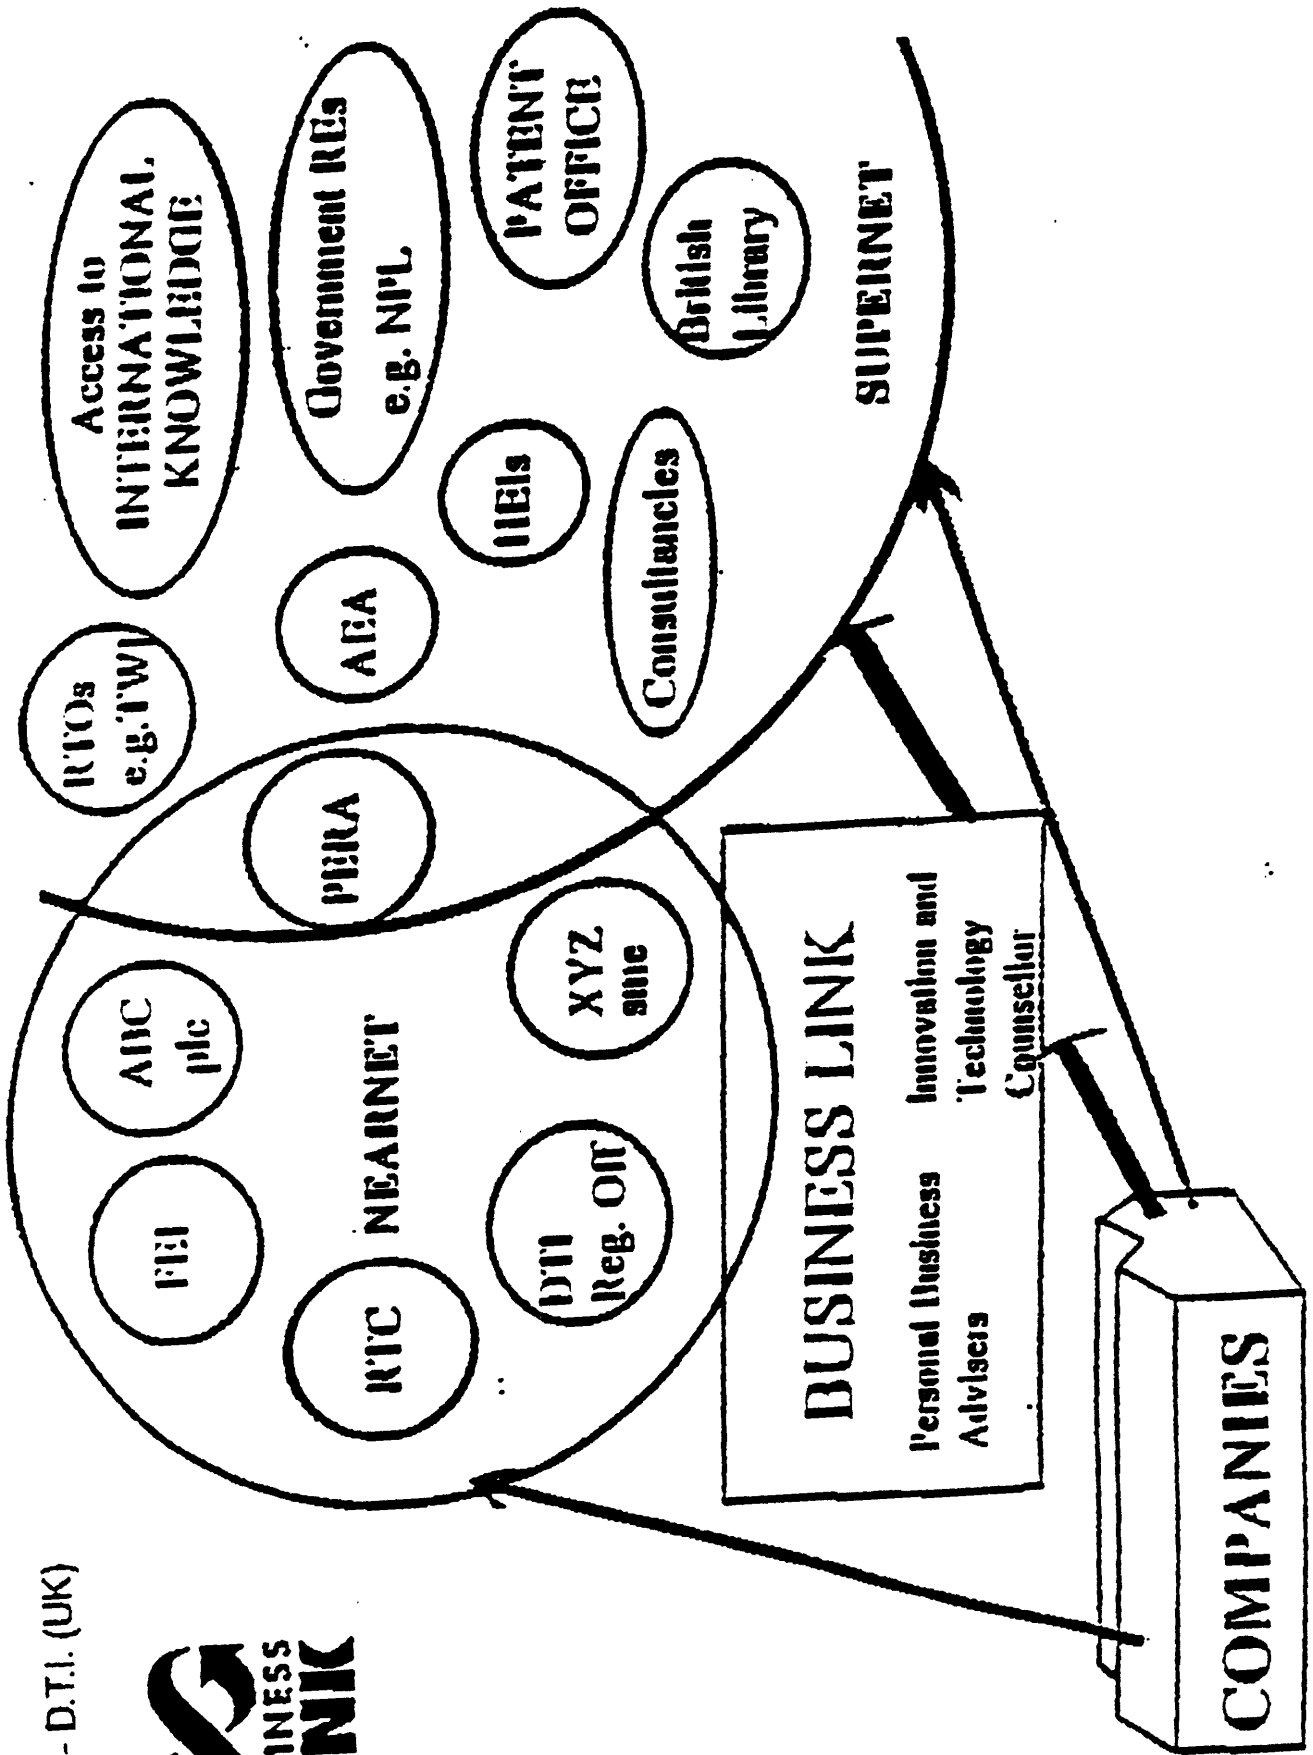 - D.T.I. (UK)
INESS
NK
RTOs
e.g.TWI
Access to
INTERNATIONAL
KNOWLEDGE
FEI
ABC
plc
PERA
AEA
Government REs
e.g. NPL
RTC
NEARNET
HEIs
PATENT
OFFICE
DTI
Reg. Off
XYZ
sme
Consultancies
British
Library
SUPERNET
BUSINESS LINK
Personal Business
Advisers
Innovation and
Technology
Counsellor
COMPANIES